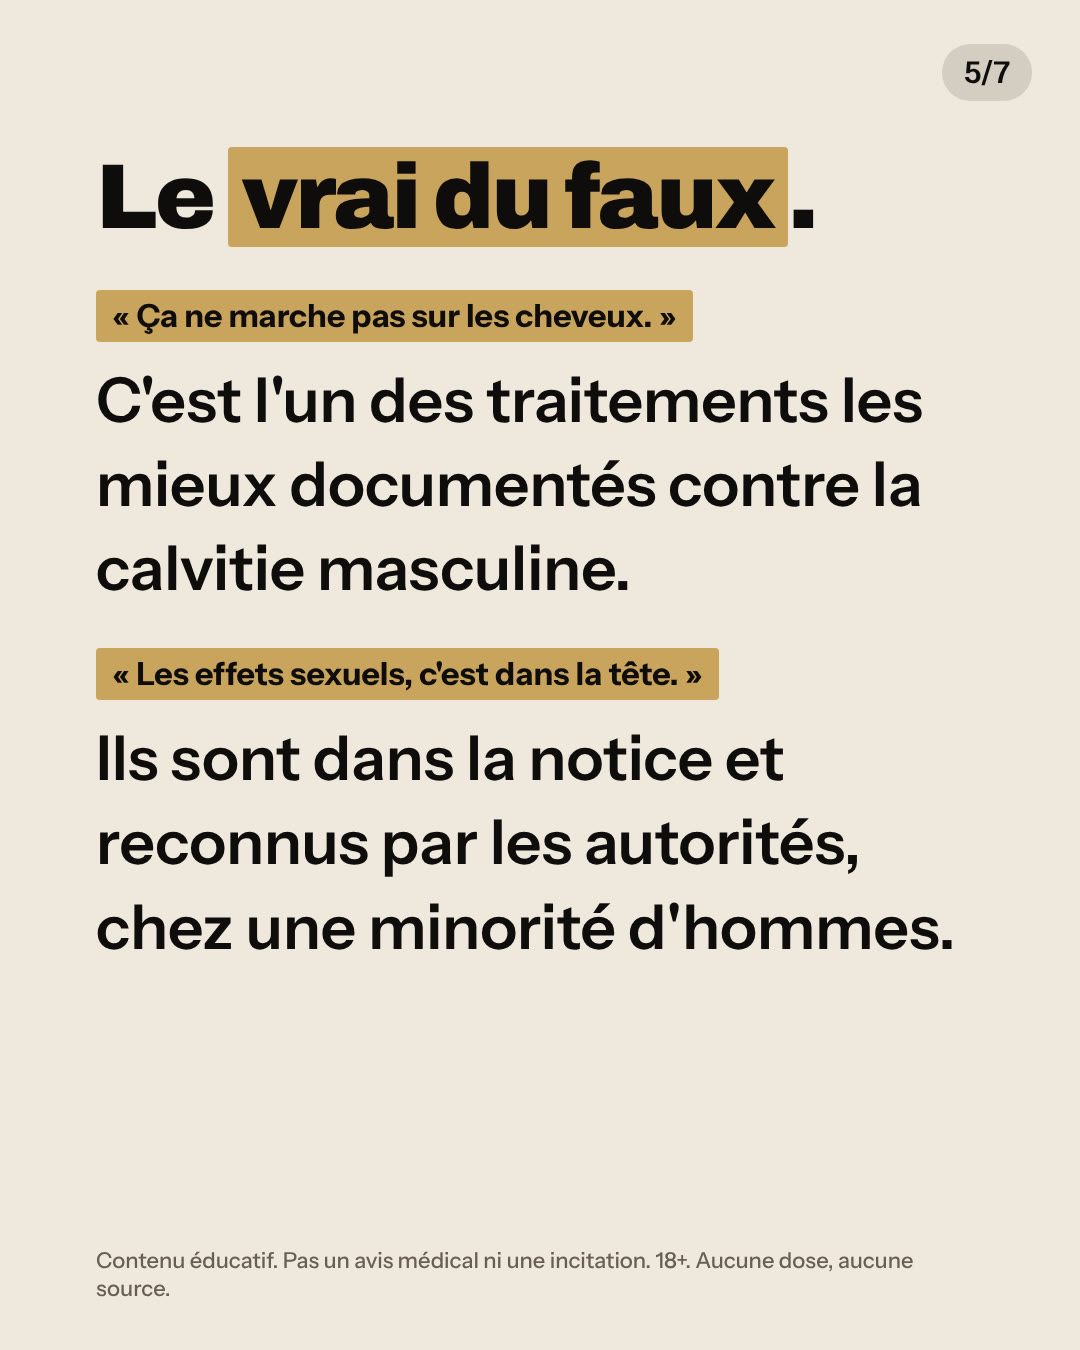 5/7
Le vrai du faux.
« Ça ne marche pas sur les cheveux. »
C'est l'un des traitements les
mieux documentés contre la
calvitie masculine.
« Les effets sexuels, c'est dans la tête. »
Ils sont dans la notice et
reconnus par les autorités,
chez une minorité d'hommes.
Contenu éducatif. Pas un avis médical ni une incitation. 18+. Aucune dose, aucune
source.